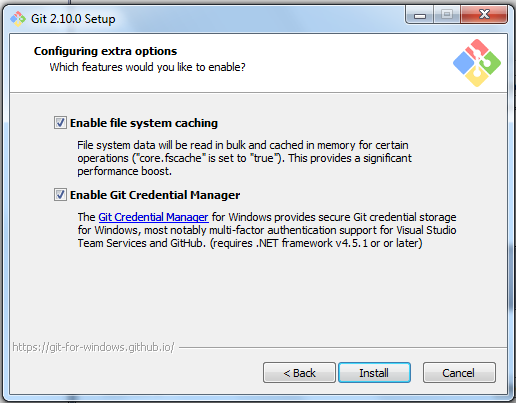 Git 2.10.0 Setup
Configuring extra options
Which features would you like to enable?
Enable file system caching
File system data will be read in bulk and cached in memory for certain
operations ("core.fscache" is set to "true"). This provides a significant
performance boost.
Enable Git Credential Manager
The Git Credential Manager for Windows provides secure Git credential storage
for Windows, most notably multi-factor authentication support for Visual Studio
Team Services and GitHub. (requires .NET framework v4.5.1 or or later)
https://git-for-windows.github.io/
< Back
Install
Cancel